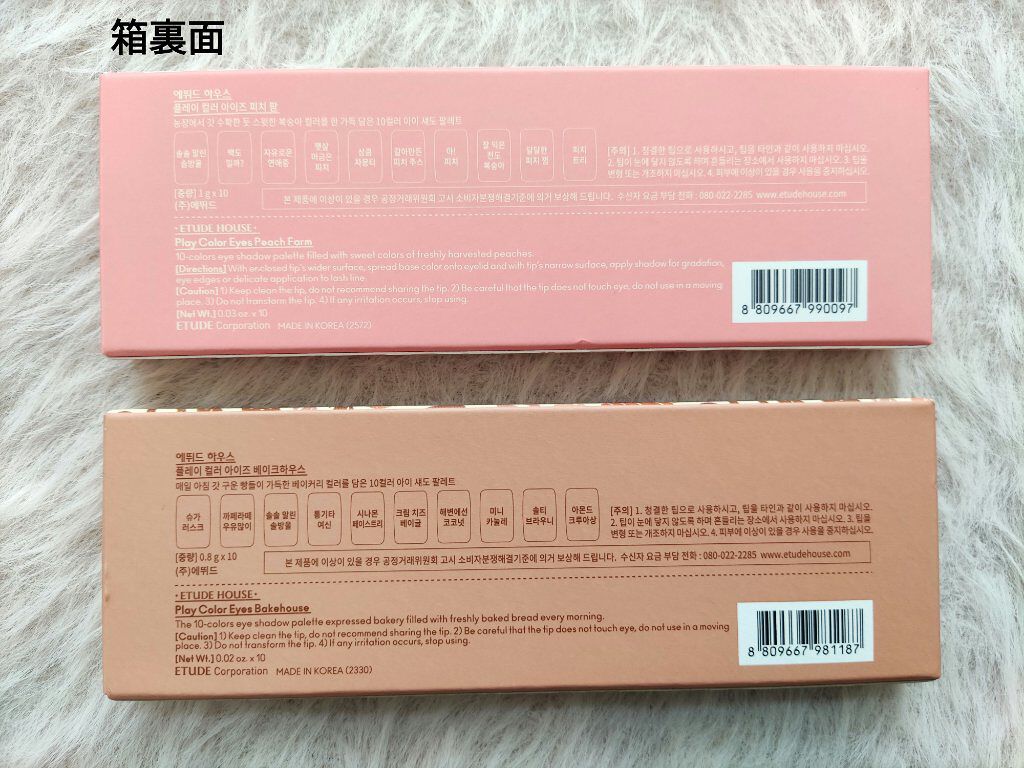 箱裏面
에뛰드 하우스
플레이 컬러 아이즈 피치 팜
농장에서 갓 수확한 듯 스윗한 복숭아 컬러를 한 가득 담은 10컬러 아이 섀도 팔레트
솔솔 말린 솔방울
백도 일까?
자유로운 연애중
햇살 머금은 피치
상큼 자몽티
갈아만든 피치 주스
아! 피치
잘 익은 천도 복숭아
달달한 피치 잼
피치 트리
[주의] 1. 청결한 팁으로 사용하시고, 팁을 타인과 같이 사용하지 마십시오.
2. 팁이 눈에 닿지 않도록 하며 흔들리는 장소에서 사용하지 마십시오. 3. 팁을
변형 또는 개조하지 마십시오. 4. 피부에 이상이 있을 경우 사용을 중지하십시오.
[중량] 1 g x 10
(주)에뛰드
본 제품에 이상이 있을 경우 공정거래위원회 고시 소비자분쟁해결기준에 의거 보상해 드립니다. 수신자 요금 부담 전화 : 080-022-2285 www.etudehouse.com
·ETUDE HOUSE·
Play Color Eyes Peach Farm
10-colors eye shadow palette filled with sweet colors of freshly harvested peaches.
[Directions] With enclosed tip's wider surface, spread base color onto eyelid and with tip's narrow surface, apply shadow for gradation,
eye edges or delicate application to lash line.
[Caution] 1) Keep clean the tip, do not recommend sharing the tip. 2) Be careful that the tip does not touch eye, do not use in a moving
place. 3) Do not transform the tip. 4) If any irritation occurs, stop using.
[Net Wt.] 0.03 oz. x 10
ETUDE Corporation MADE IN KOREA (2572)
8 809667 990097
에뛰드 하우스
플레이 컬러 아이즈 베이크하우스
매일 아침 갓 구운 빵들이 가득한 베이커리 컬러를 담은 10컬러 아이 섀도 팔레트
슈가 러스크
까페라떼 우유많이
솔솔 말린 솔방울
튕기타 여신
시나몬 페이스트리
크림 치즈 베이글
해변에선 코코넛
미니 카눌레
솔티 브라우니
아몬드 크루아상
[주의] 1. 청결한 팁으로 사용하시고, 팁을 타인과 같이 사용하지 마십시오.
2. 팁이 눈에 닿지 않도록 하며 흔들리는 장소에서 사용하지 마십시오. 3. 팁을
변형 또는 개조하지 마십시오. 4. 피부에 이상이 있을 경우 사용을 중지하십시오.
[중량] 0.8 g x 10
(주)에뛰드
본 제품에 이상이 있을 경우 공정거래위원회 고시 소비자분쟁해결기준에 의거 보상해 드립니다. 수신자 요금 부담 전화 : 080-022-2285 www.etudehouse.com
·ETUDE HOUSE·
Play Color Eyes Bakehouse
The 10-colors eye shadow palette expressed bakery filled with freshly baked bread every morning.
[Caution] 1) Keep clean the tip, do not recommend sharing the tip. 2) Be careful that the tip does not touch eye, do not use in a moving
place. 3) Do not transform the tip. 4) If any irritation occurs, stop using.
[Net Wt.] 0.02 oz. x 10
ETUDE Corporation MADE IN KOREA (2330)
8 809667 981187